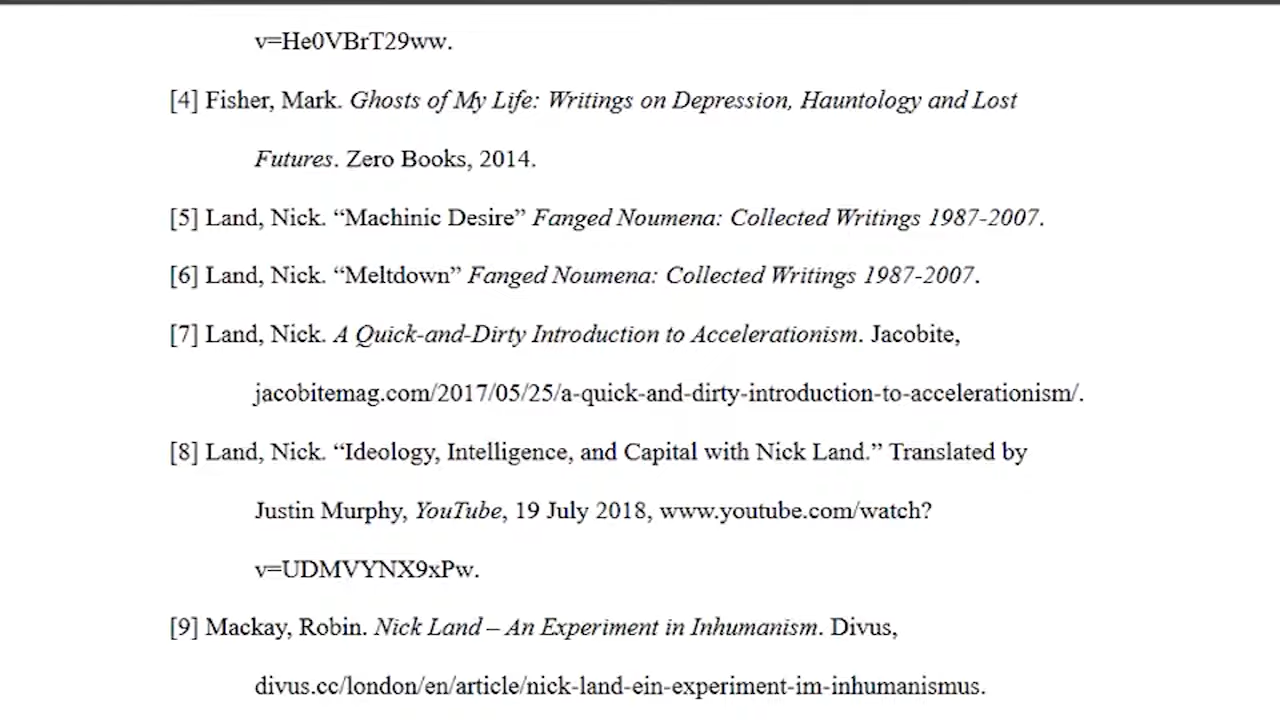 v=He0VBrT29ww.
[4] Fisher, Mark. Ghosts of My Life: Writings on Depression, Hauntology and Lost
Futures. Zero Books, 2014.
[5] Land, Nick. “Machinic Desire” Fanged Noumena: Collected Writings 1987-2007.
[6] Land, Nick. “Meltdown” Fanged Noumena: Collected Writings 1987-2007.
[7] Land, Nick. A Quick-and-Dirty Introduction to Accelerationism. Jacobite,
jacobitemag.com/2017/05/25/a-quick-and-dirty-introduction-to-accelerationism/.
[8] Land, Nick. “Ideology, Intelligence, and Capital with Nick Land.” Translated by
Justin Murphy, YouTube, 19 July 2018, www.youtube.com/watch?
v=UDMVYNX9xPw.
[9] Mackay, Robin. Nick Land – An Experiment in Inhumanism. Divus,
divus.cc/london/en/article/nick-land-ein-experiment-im-inhumanismus.